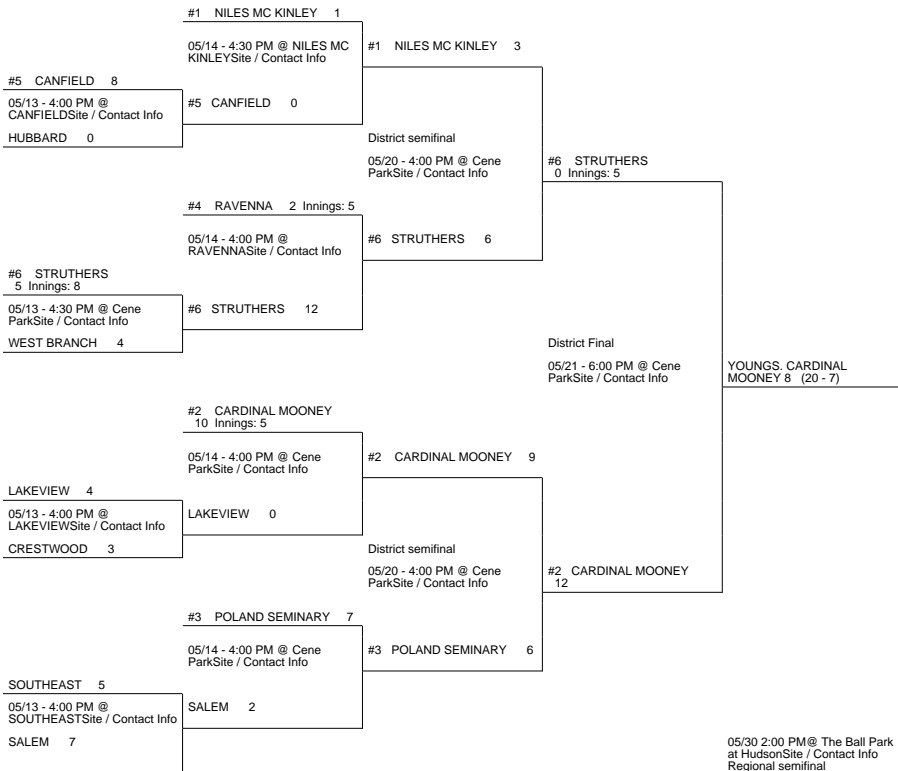 #1 NILES MC KINLEY 1
05/14 - 4:30 PM @ NILES MC
KINLEYSite / Contact Info
#1 NILES MC KINLEY 3
#5 CANFIELD 8
05/13 - 4:00 PM @
CANFIELDSite / Contact Info
#5 CANFIELD 0
HUBBARD 0
District semifinal
05/20 - 4:00 PM @ Cene
ParkSite / Contact Info
#6 STRUTHERS
0 Innings: 5
#4 RAVENNA 2 Innings: 5
05/14 - 4:00 PM @
RAVENNASite / Contact Info
#6 STRUTHERS 6
#6 STRUTHERS
5 Innings: 8
05/13 - 4:30 PM @ Cene
ParkSite / Contact Info
#6 STRUTHERS 12
WEST BRANCH 4
District Final
05/21 - 6:00 PM @ Cene
ParkSite / Contact Info
YOUNGS. CARDINAL
MOONEY 8 (20 - 7)
#2 CARDINAL MOONEY
10 Innings: 5
05/14 - 4:00 PM @ Cene
ParkSite / Contact Info
#2 CARDINAL MOONEY 9
LAKEVIEW 4
05/13 - 4:00 PM @
LAKEVIEWSite / Contact Info
LAKEVIEW 0
CRESTWOOD 3
District semifinal
05/20 - 4:00 PM @ Cene
ParkSite / Contact Info
#2 CARDINAL MOONEY
12
#3 POLAND SEMINARY 7
05/14 - 4:00 PM @ Cene
ParkSite / Contact Info
#3 POLAND SEMINARY 6
SOUTHEAST 5
05/13 - 4:00 PM @
SOUTHEASTSite / Contact Info
SALEM 2
SALEM 7
05/30 2:00 PM@ The Ball Park
at HudsonSite / Contact Info
Regional semifinal